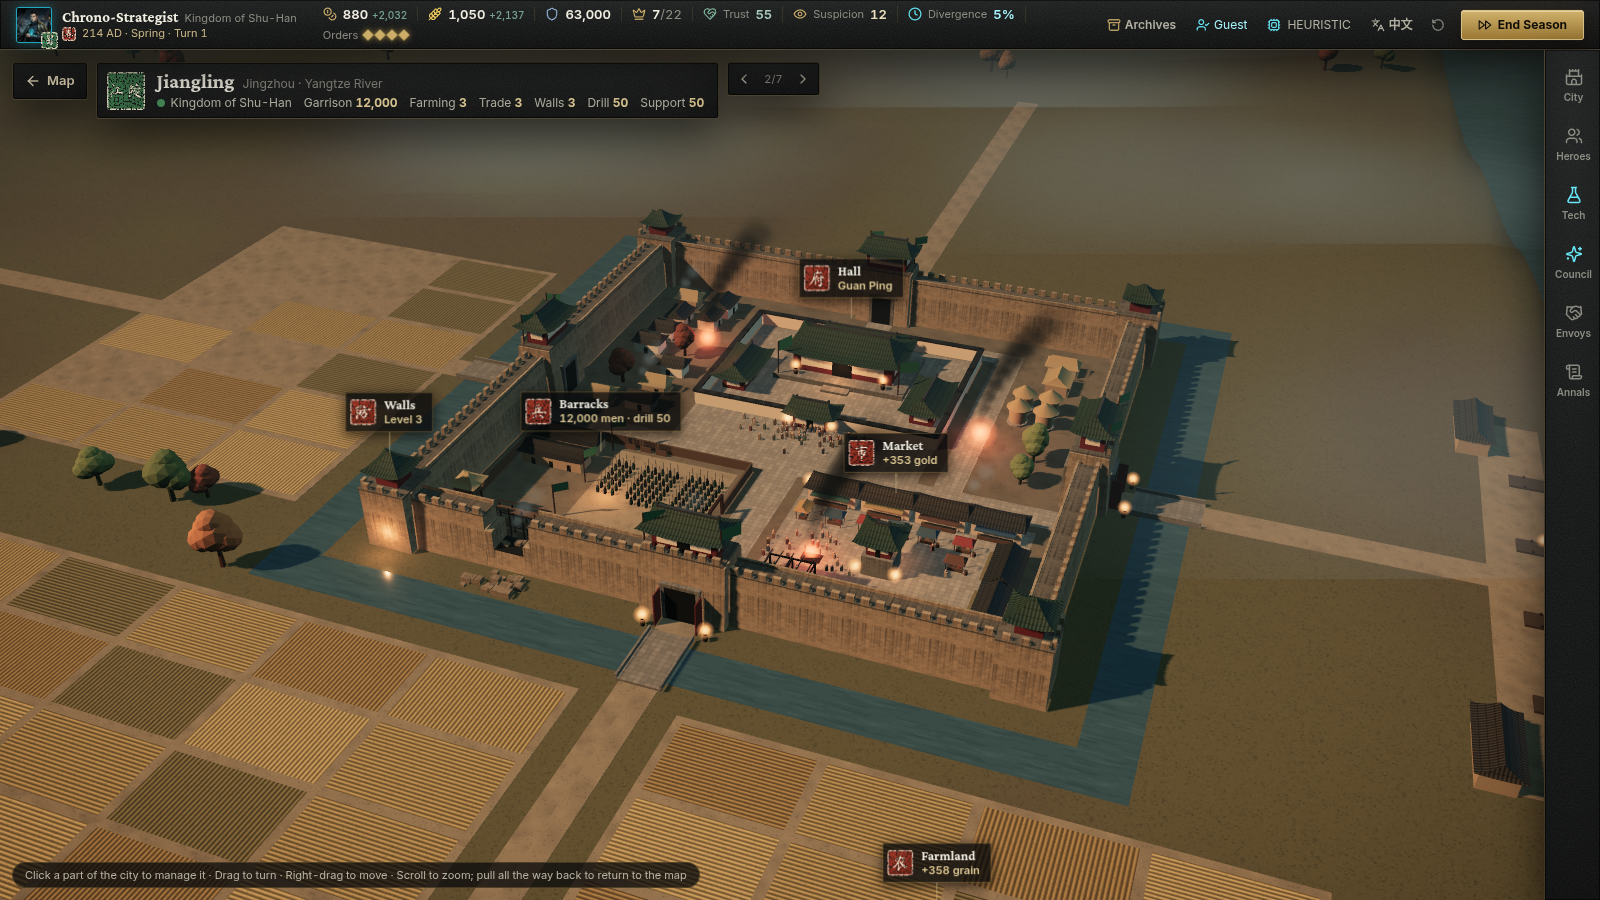 Chrono-Strategist Kingdom of Shu-Han
214 AD · Spring · Turn 1
880 +2,032
1,050 +2,137
63,000
7/22
Trust 55
Suspicion 12
Divergence 5%
Orders
Archives
Guest
HEURISTIC
中文
End Season
Map
Jiangling Jingzhou · Yangtze River
Kingdom of Shu-Han Garrison 12,000 Farming 3 Trade 3 Walls 3 Drill 50 Support 50
2/7
City
Heroes
Tech
Council
Envoys
Annals
府
Hall
Guan Ping
Walls
Level 3
兵
Barracks
12,000 men · drill 50
市
Market
+353 gold
农
Farmland
+358 grain
Click a part of the city to manage it · Drag to turn · Right-drag to move · Scroll to zoom; pull all the way back to return to the map